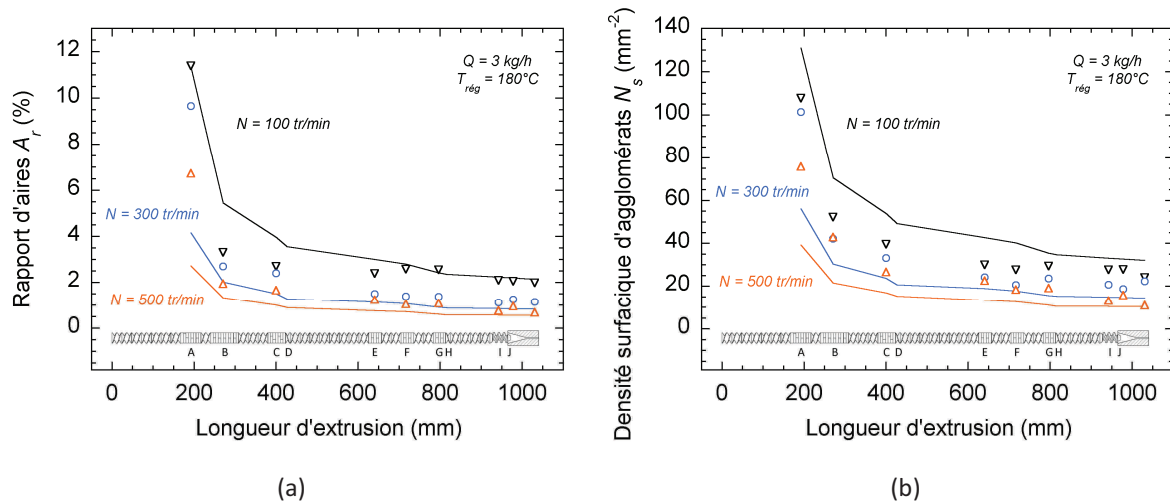 Rapport d'aires A_r (%)
12
10
8
6
4
2
0
Q = 3 kg/h
T_rég = 180°C
N = 100 tr/min
N = 300 tr/min
N = 500 tr/min
A B C D E F G H I J
0 200 400 600 800 1000
Longueur d'extrusion (mm)
(a)
Densité surfacique d'agglomérats N_s (mm⁻²)
140
120
100
80
60
40
20
0
Q = 3 kg/h
T_rég = 180°C
N = 100 tr/min
N = 300 tr/min
N = 500 tr/min
A B C D E F G H I J
0 200 400 600 800 1000
Longueur d'extrusion (mm)
(b)